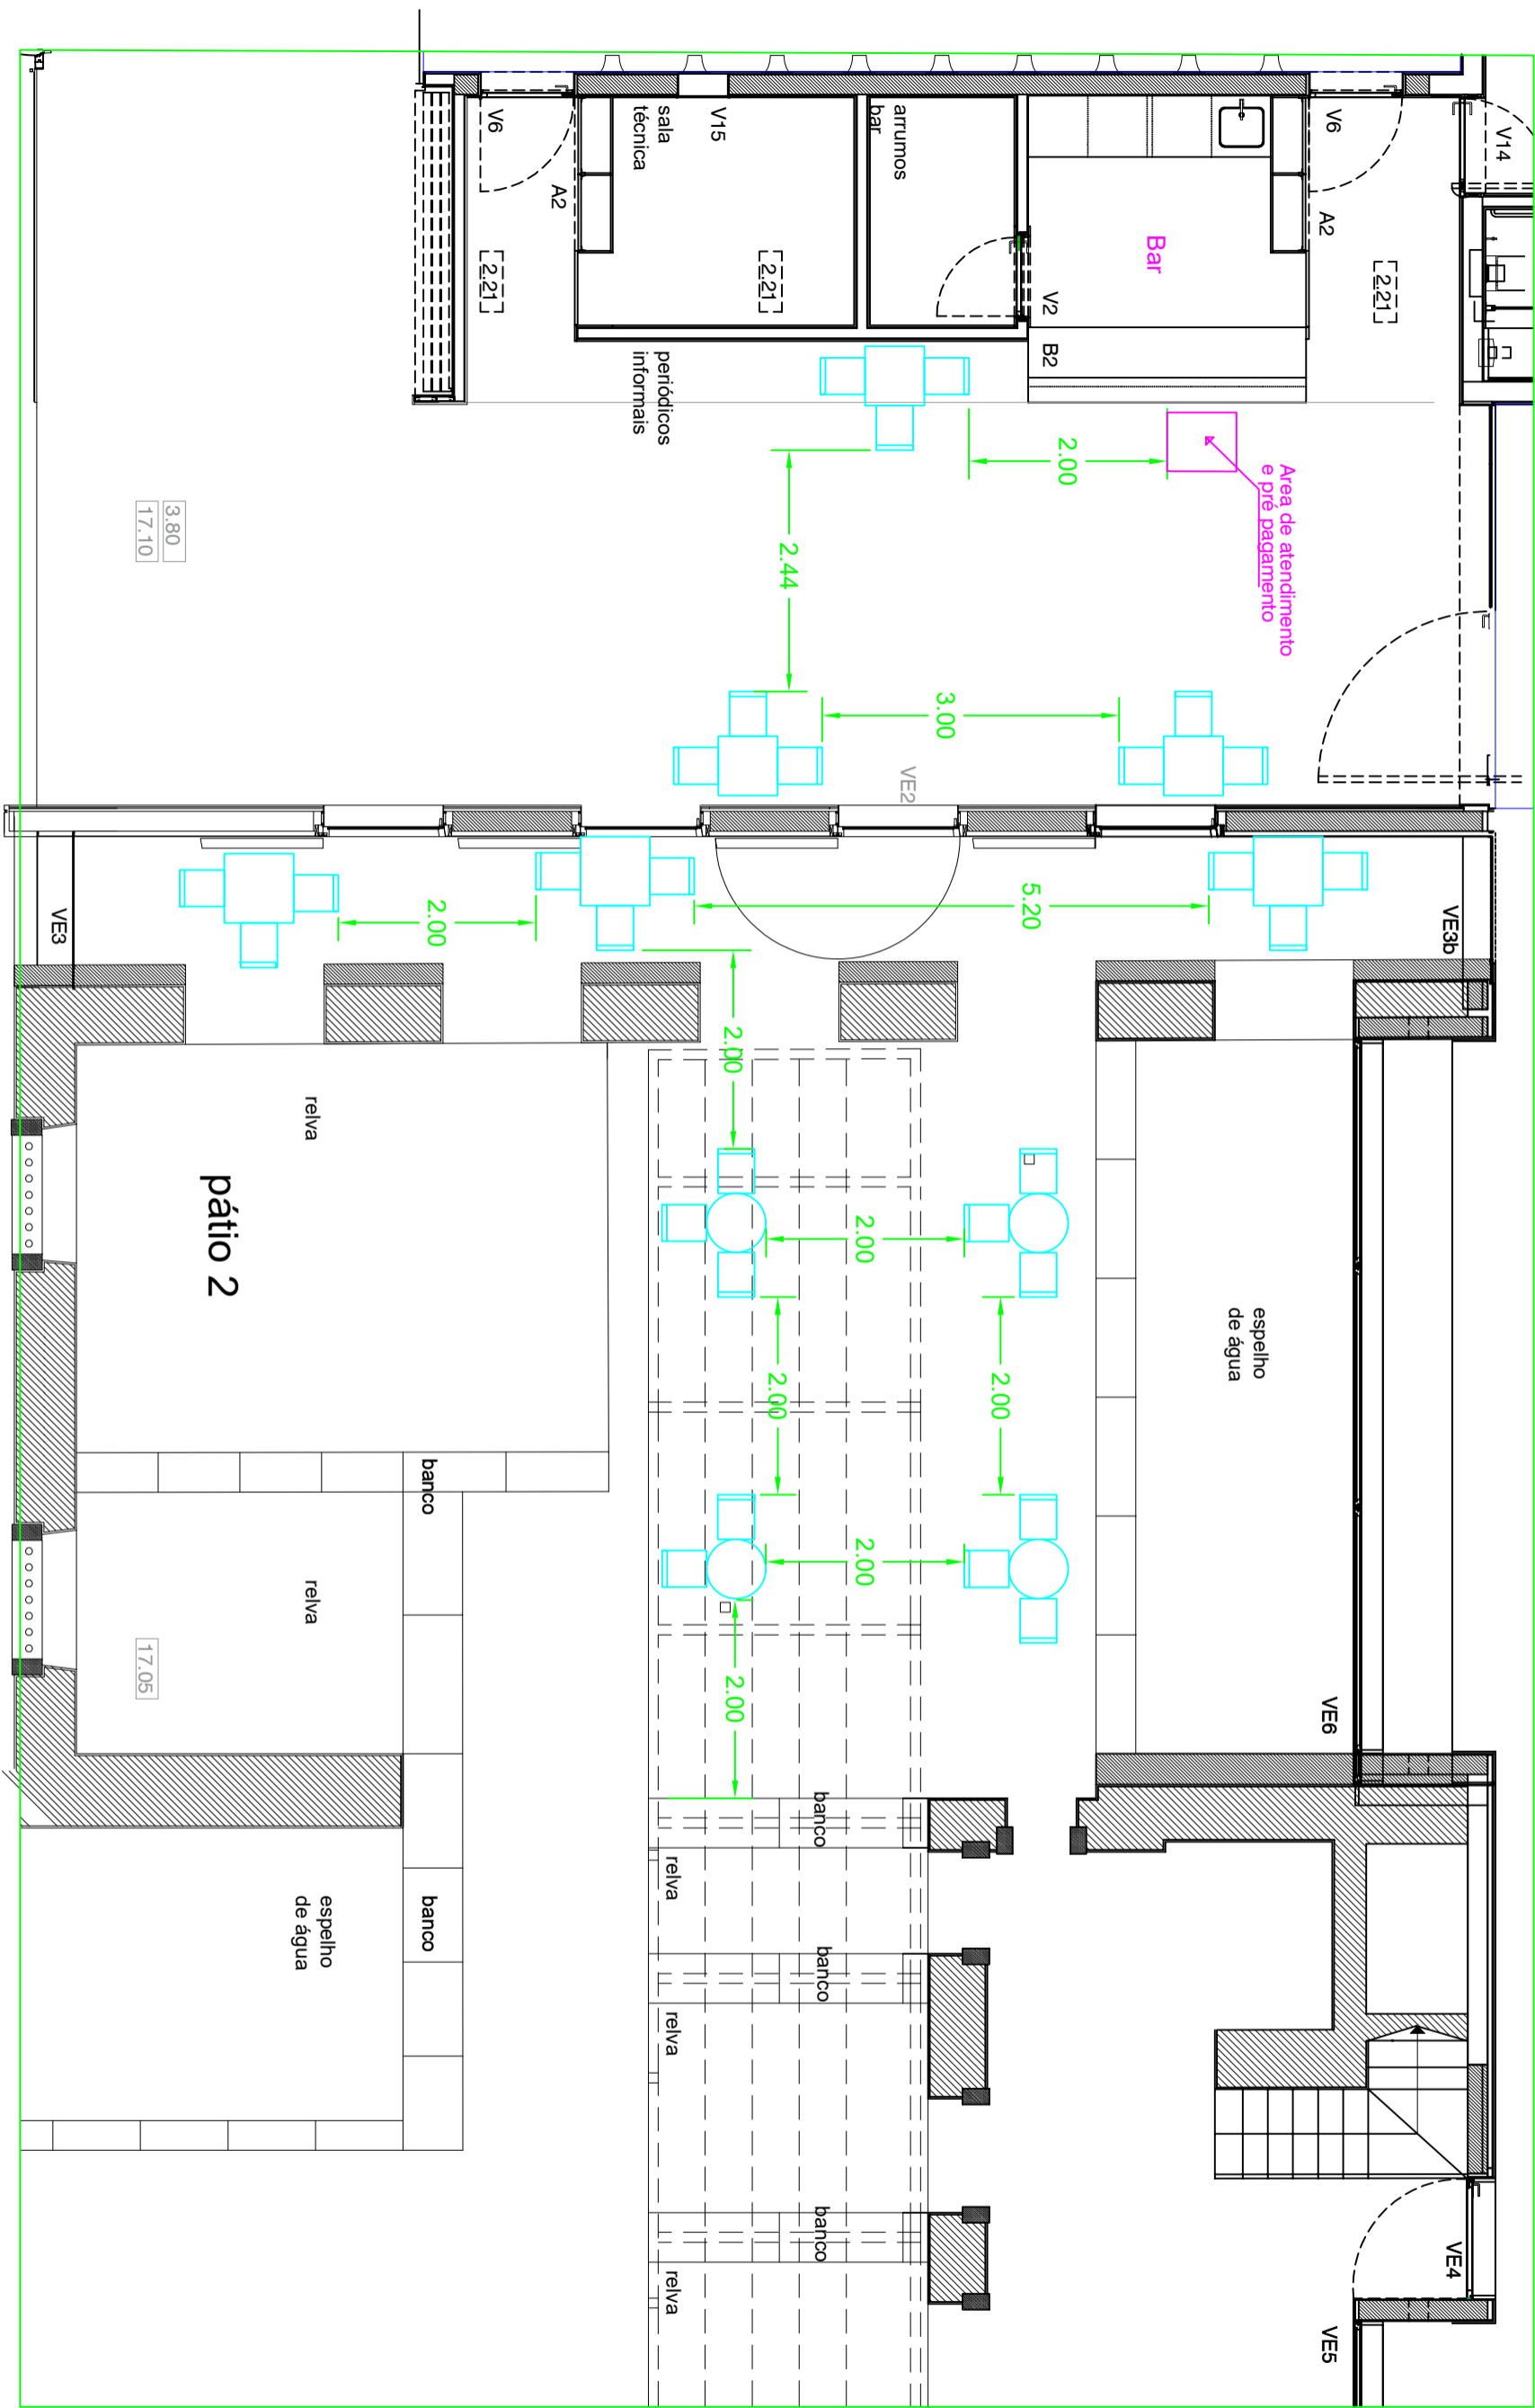 V14
V6
A2
2.21
Bar
V2
B2
arrumos
bar
V15
sala
técnica
2.21
V6
A2
2.21
periódicos
informais
Area de atendimento
e pré pagamento
2.00
2.44
3.00
3.80
17.10
VE2
VE3b
5.20
2.00
VE3
2.00
relva
pátio 2
2.00
2.00
2.00
espelho
de água
banco
relva
17.05
2.00
2.00
VE6
banco
relva
banco
espelho
de água
banco
relva
banco
relva
VE4
VE5